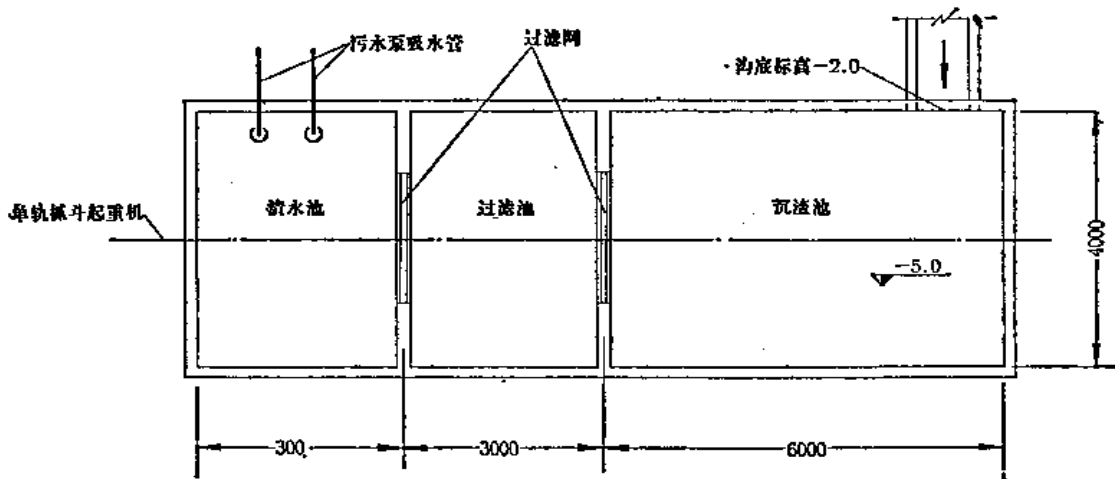 污水泵吸水管
过滤网
沟底标高-2.0
清水池
过滤池
沉渣池
单轨抓斗起重机
-5.0
4000
300
3000
6000